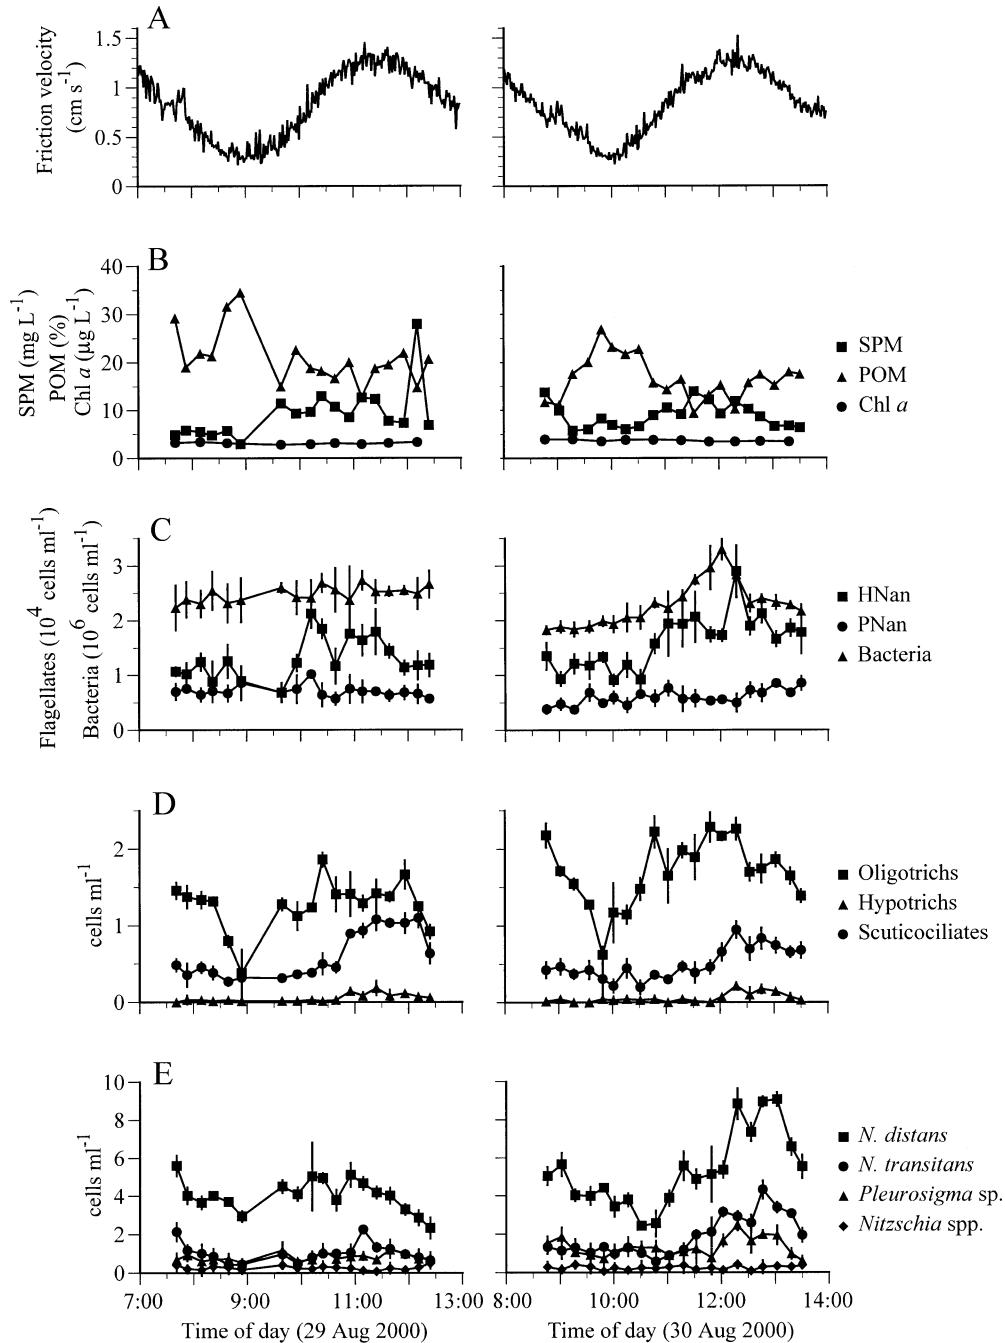 A
Friction velocity
(cm s⁻¹)
1.5
1
0.5
0
B
SPM (mg L⁻¹)
POM (%)
Chl a (µg L⁻¹)
40
30
20
10
0
SPM
POM
Chl a
C
Flagellates (10⁴ cells ml⁻¹)
Bacteria (10⁶ cells ml⁻¹)
3
2
1
0
HNan
PNan
Bacteria
D
cells ml⁻¹
2
1
0
Oligotrichs
Hypotrichs
Scuticociliates
E
cells ml⁻¹
10
8
6
4
2
0
N. distans
N. transitans
Pleurosigma sp.
Nitzschia spp.
7:00 9:00 11:00 13:00 8:00 10:00 12:00 14:00
Time of day (29 Aug 2000) Time of day (30 Aug 2000)